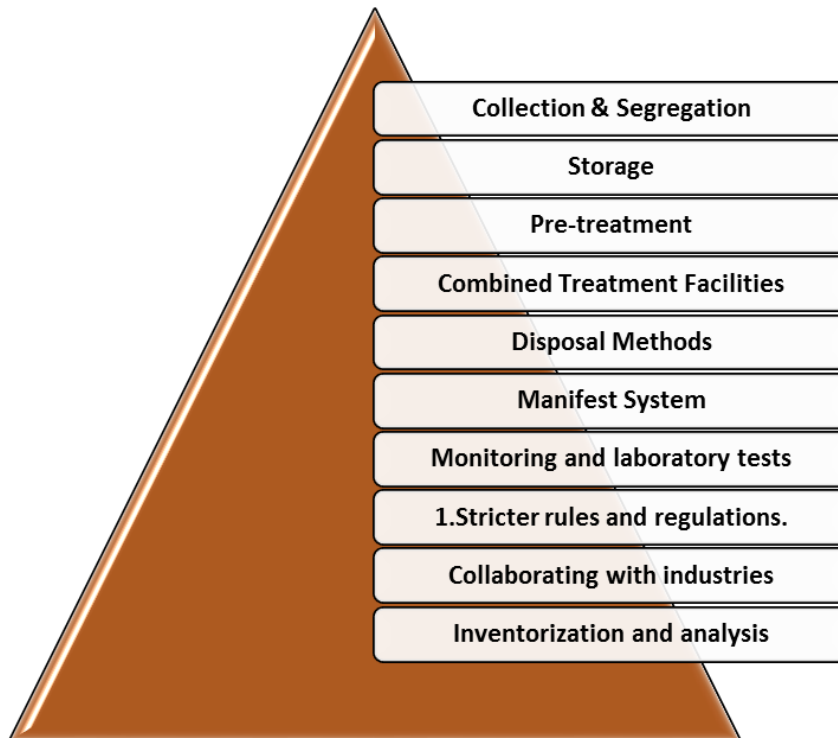 Collection & Segregation
Storage
Pre-treatment
Combined Treatment Facilities
Disposal Methods
Manifest System
Monitoring and laboratory tests
1.Stricter rules and regulations.
Collaborating with industries
Inventorization and analysis